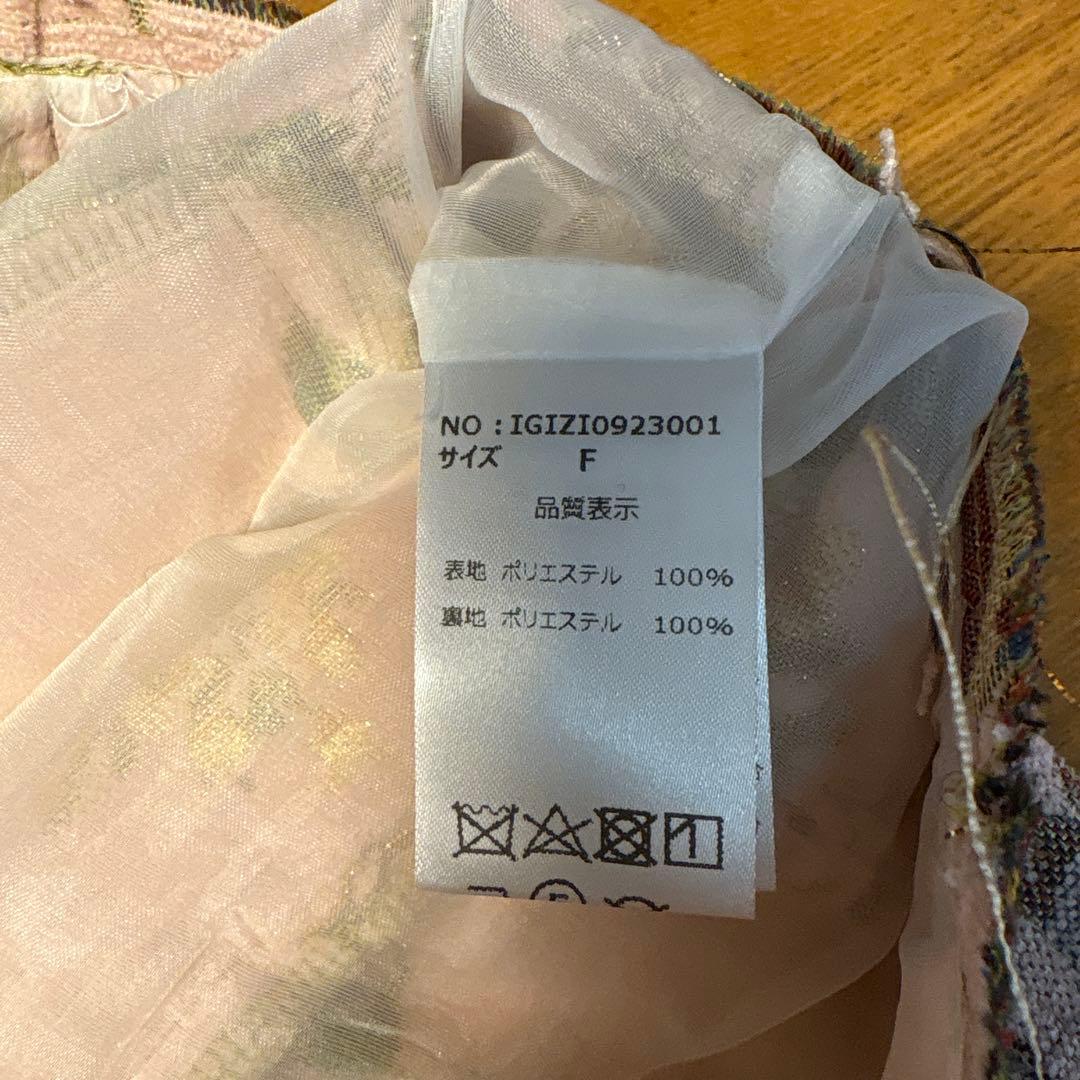 NO : IGIZI0923001
サイズ F
品質表示
表地 ポリエステル 100%
裏地 ポリエステル 100%